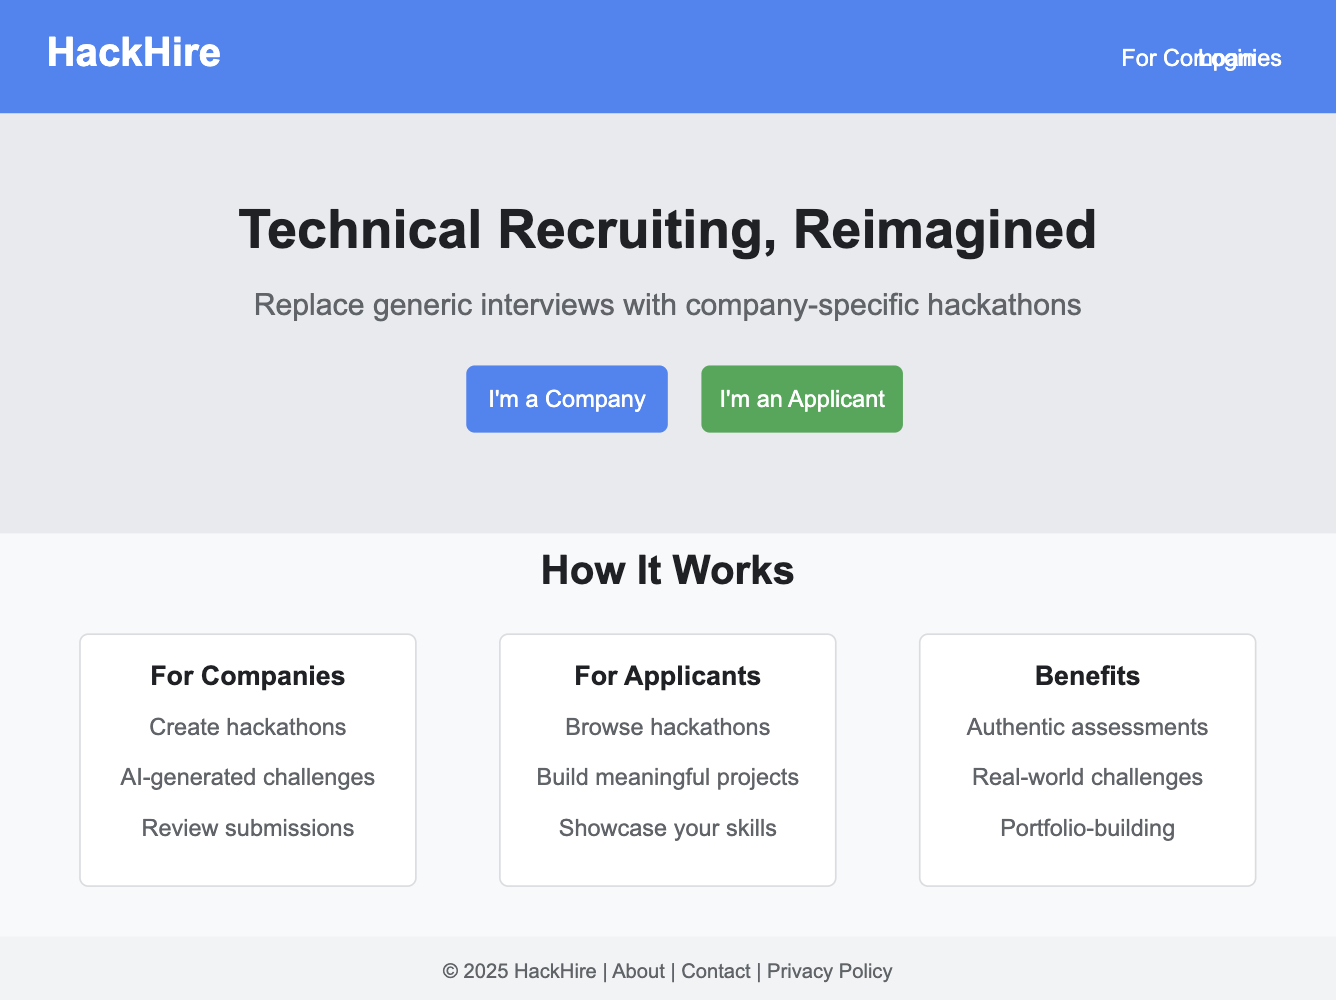 HackHire
For Companies
Login
Technical Recruiting, Reimagined
Replace generic interviews with company-specific hackathons
I'm a Company
I'm an Applicant
How It Works
For Companies
Create hackathons
AI-generated challenges
Review submissions
For Applicants
Browse hackathons
Build meaningful projects
Showcase your skills
Benefits
Authentic assessments
Real-world challenges
Portfolio-building
© 2025 HackHire | About | Contact | Privacy Policy